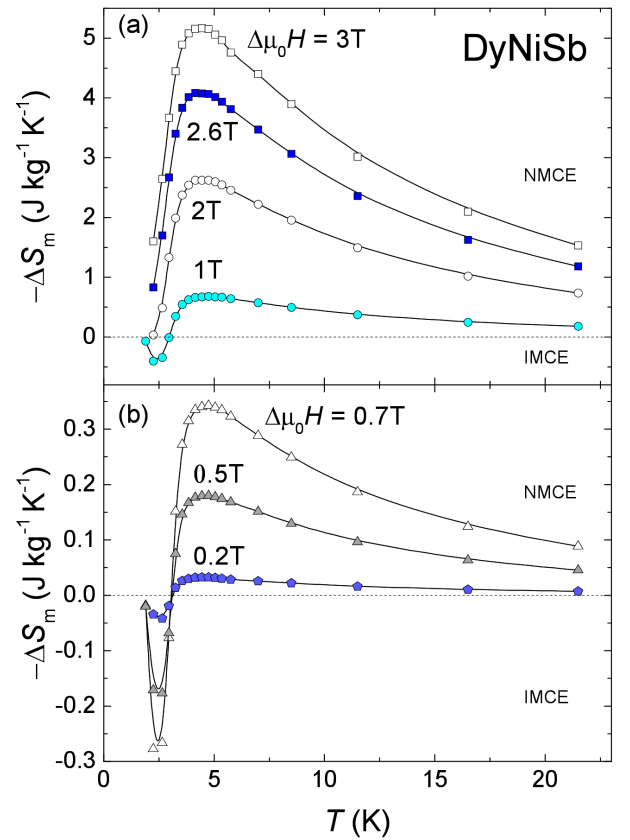 (a)
Δμ₀H = 3T
DyNiSb
2.6T
2T
1T
NMCE
IMCE
5
4
3
2
1
0
−ΔSₘ (J kg⁻¹ K⁻¹)
(b)
Δμ₀H = 0.7T
0.5T
0.2T
NMCE
IMCE
0.3
0.2
0.1
0.0
-0.1
-0.2
-0.3
−ΔSₘ (J kg⁻¹ K⁻¹)
0 5 10 15 20
T (K)